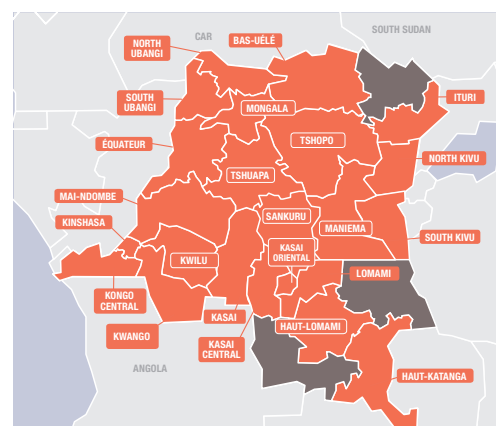 CAR
SOUTH SUDAN
NORTH
UBANGI
BAS-UÉLÉ
SOUTH
UBANGI
MONGALA
ITURI
ÉQUATEUR
TSHOPO
NORTH KIVU
TSHUAPA
MAI-NDOMBE
SANKURU
KINSHASA
MANIEMA
SOUTH KIVU
KWILU
KASAI
ORIENTAL
LOMAMI
KONGO
CENTRAL
KASAI
HAUT-LOMAMI
KWANGO
KASAI
CENTRAL
ANGOLA
HAUT-KATANGA